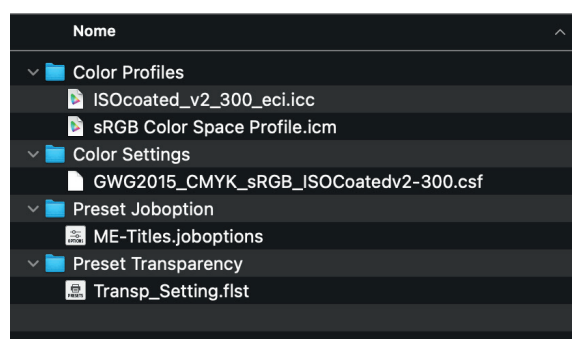 Nome
Color Profiles
ISOcoated_v2_300_eci.icc
sRGB Color Space Profile.icm
Color Settings
GWG2015_CMYK_sRGB_ISOCoatedv2-300.csf
Preset Joboption
ME-Titles.joboptions
Preset Transparency
Transp_Setting.flst